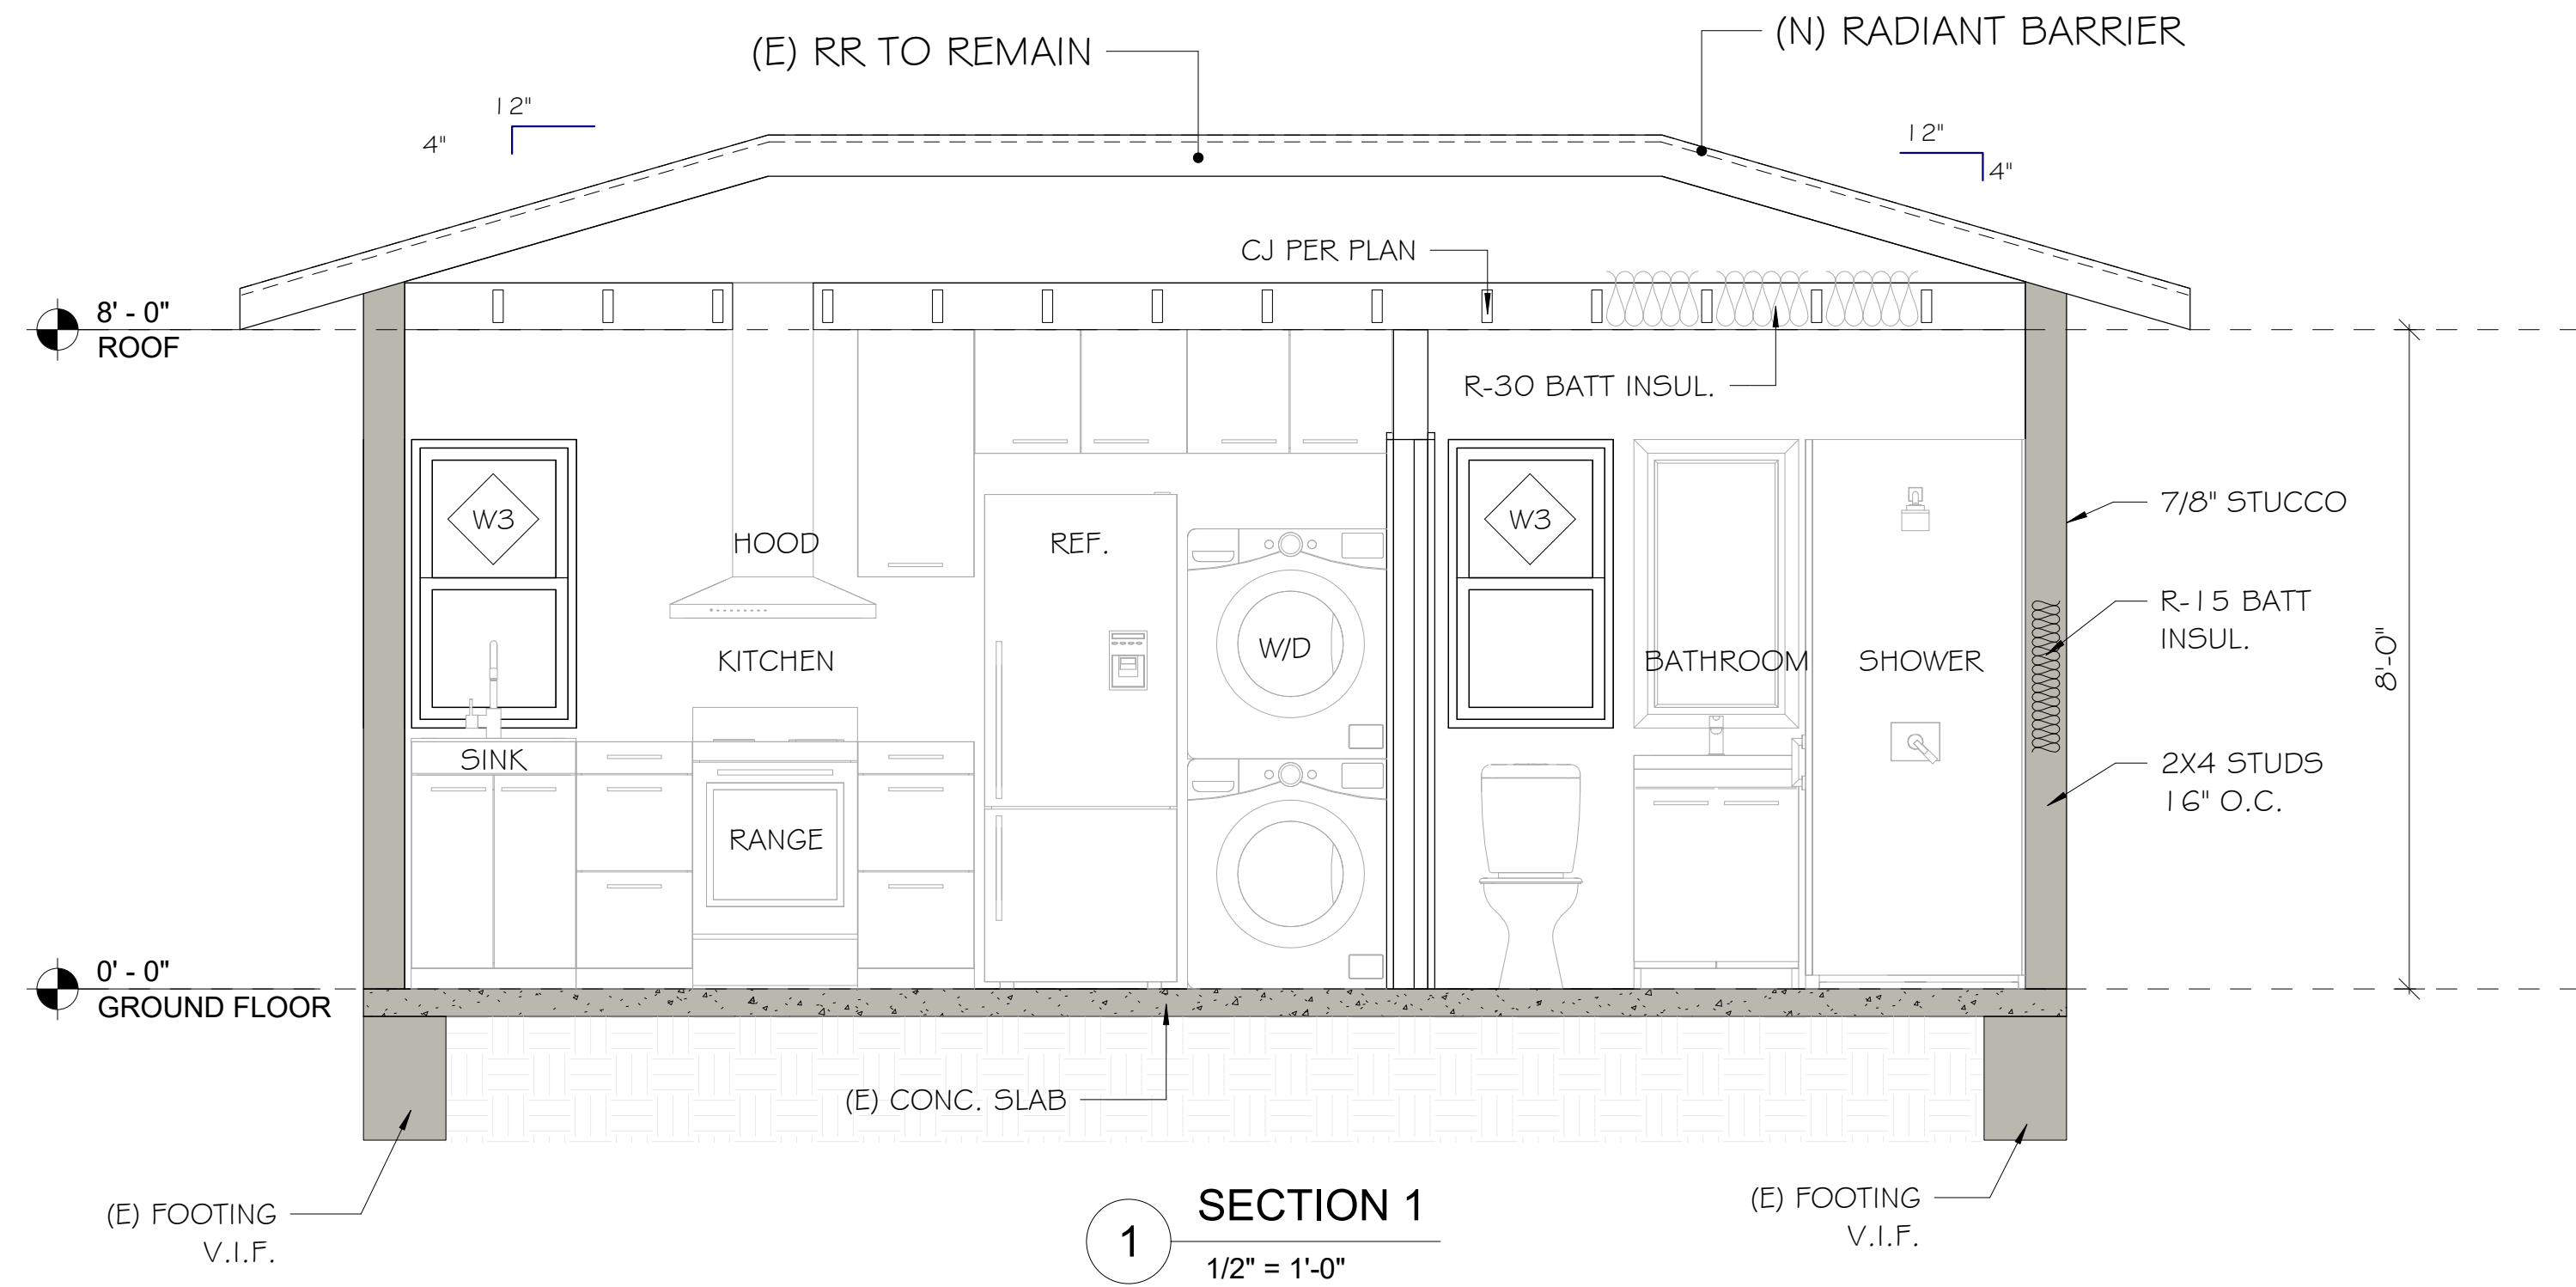 (E) RR TO REMAIN
(N) RADIANT BARRIER
12"
4"
12"
4"
CJ PER PLAN
8' - 0"
ROOF
R-30 BATT INSUL.
W3
W3
7/8" STUCCO
HOOD
REF.
R-15 BATT
INSUL.
KITCHEN
W/D
BATHROOM
SHOWER
8'-0"
SINK
2X4 STUDS
16" O.C.
RANGE
0' - 0"
GROUND FLOOR
(E) CONC. SLAB
(E) FOOTING
V.I.F.
(E) FOOTING
V.I.F.
1
SECTION 1
1/2" = 1'-0"